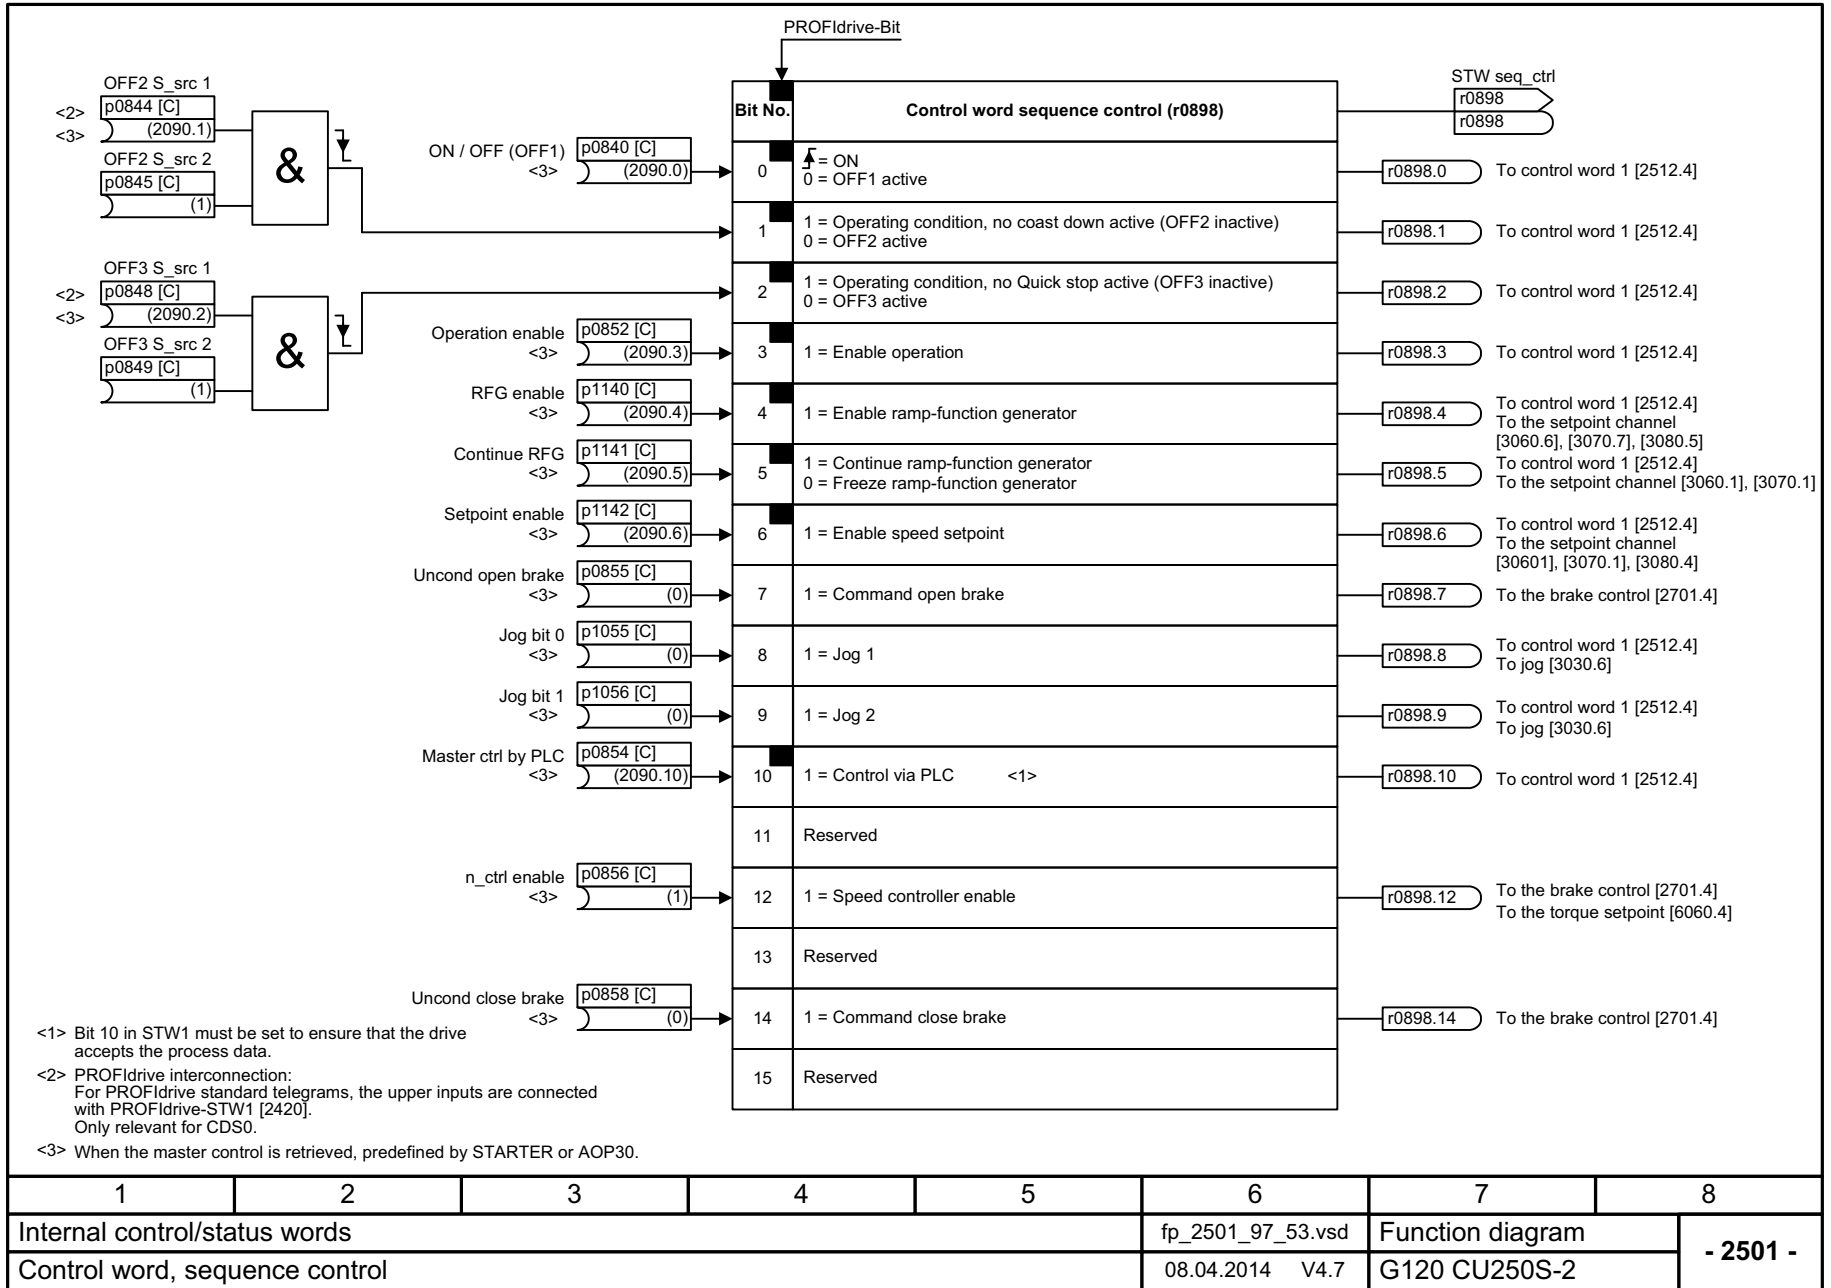 PROFIdrive-Bit
OFF2 S_src 1
<2>
p0844 [C]
<3>
(2090.1)
OFF2 S_src 2
p0845 [C]
(1)
&
OFF3 S_src 1
<2>
p0848 [C]
<3>
(2090.2)
OFF3 S_src 2
p0849 [C]
(1)
&
Bit No.
Control word sequence control (r0898)
STW seq_ctrl
r0898
r0898
ON / OFF (OFF1)
<3>
p0840 [C]
(2090.0)
0
= ON
0 = OFF1 active
r0898.0
To control word 1 [2512.4]
1
1 = Operating condition, no coast down active (OFF2 inactive)
0 = OFF2 active
r0898.1
To control word 1 [2512.4]
2
1 = Operating condition, no Quick stop active (OFF3 inactive)
0 = OFF3 active
r0898.2
To control word 1 [2512.4]
Operation enable
<3>
p0852 [C]
(2090.3)
3
1 = Enable operation
r0898.3
To control word 1 [2512.4]
RFG enable
<3>
p1140 [C]
(2090.4)
4
1 = Enable ramp-function generator
r0898.4
To control word 1 [2512.4]
To the setpoint channel
[3060.6], [3070.7], [3080.5]
Continue RFG
<3>
p1141 [C]
(2090.5)
5
1 = Continue ramp-function generator
0 = Freeze ramp-function generator
r0898.5
To control word 1 [2512.4]
To the setpoint channel [3060.1], [3070.1]
Setpoint enable
<3>
p1142 [C]
(2090.6)
6
1 = Enable speed setpoint
r0898.6
To control word 1 [2512.4]
To the setpoint channel
[30601], [3070.1], [3080.4]
Uncond open brake
<3>
p0855 [C]
(0)
7
1 = Command open brake
r0898.7
To the brake control [2701.4]
Jog bit 0
<3>
p1055 [C]
(0)
8
1 = Jog 1
r0898.8
To control word 1 [2512.4]
To jog [3030.6]
Jog bit 1
<3>
p1056 [C]
(0)
9
1 = Jog 2
r0898.9
To control word 1 [2512.4]
To jog [3030.6]
Master ctrl by PLC
<3>
p0854 [C]
(2090.10)
10
1 = Control via PLC <1>
r0898.10
To control word 1 [2512.4]
11
Reserved
n_ctrl enable
<3>
p0856 [C]
(1)
12
1 = Speed controller enable
r0898.12
To the brake control [2701.4]
To the torque setpoint [6060.4]
13
Reserved
Uncond close brake
<3>
p0858 [C]
(0)
14
1 = Command close brake
r0898.14
To the brake control [2701.4]
15
Reserved
<1> Bit 10 in STW1 must be set to ensure that the drive
accepts the process data.
<2> PROFIdrive interconnection:
For PROFIdrive standard telegrams, the upper inputs are connected
with PROFIdrive-STW1 [2420].
Only relevant for CDS0.
<3> When the master control is retrieved, predefined by STARTER or AOP30.
1 2 3 4 5 6 7 8
Internal control/status words
fp_2501_97_53.vsd
Function diagram
- 2501 -
Control word, sequence control
08.04.2014 V4.7
G120 CU250S-2